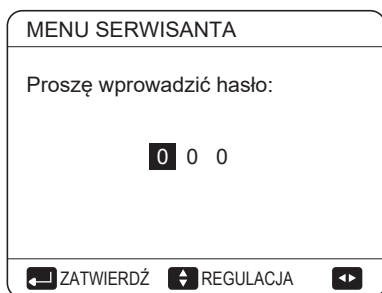 MENU SERWISANTA
Proszę wprowadzić hasło:
0 0 0
ZATWIERDŹ REGULACJA